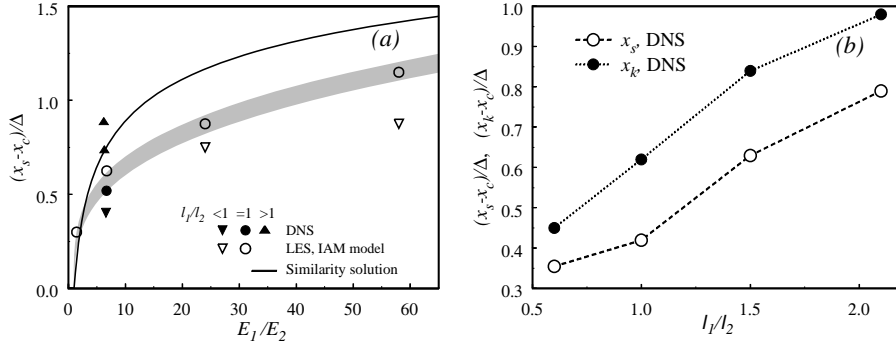 (a)
1.5
1.0
0.5
0.0
(x_s-x_c)/Δ
0 10 20 30 40 50 60
E_1/E_2
l_1/l_2 <1 =1 >1
DNS
LES, IAM model
Similarity solution
(b)
x_s, DNS
x_k, DNS
1.0
0.9
0.8
0.7
0.6
0.5
0.4
0.3
(x_s-x_c)/Δ, (x_k-x_c)/Δ
0.5 1.0 1.5 2.0
l_1/l_2